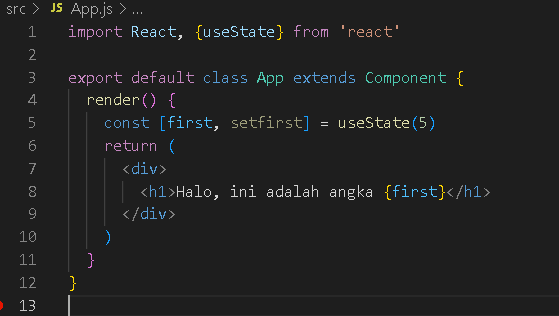 src > JS App.js > ...
1 import React, {useState} from 'react'
2
3 export default class App extends Component {
4   render() {
5     const [first, setfirst] = useState(5)
6     return (
7       <div>
8         <h1>Halo, ini adalah angka {first}</h1>
9       </div>
10     )
11   }
12 }
13